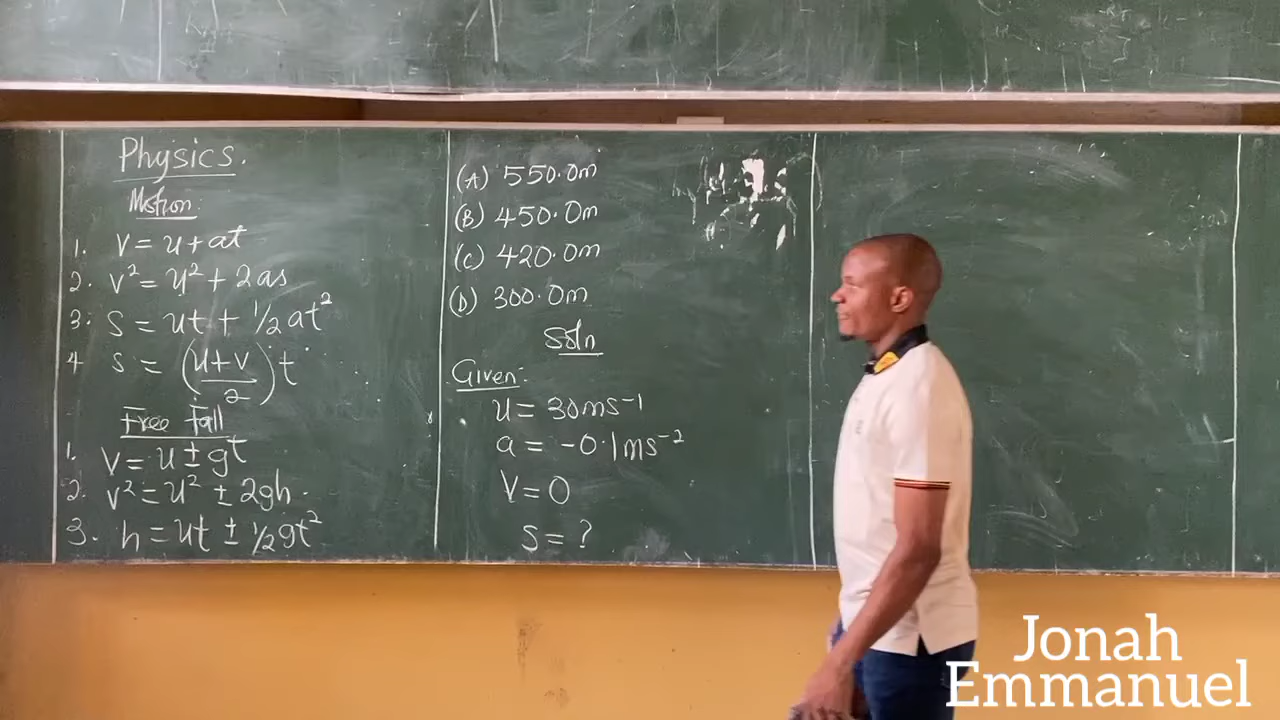 Physics.
Motion:
1. V = u + at
2. V² = u² + 2as
3. S = ut + ½at²
4 S = (u+v/2)t
Free Fall
1. V = u ± gt
2. V² = u² ± 2gh.
3. h = ut ± ½gt²
(A) 550.0m
(B) 450.0m
(C) 420.0m
(D) 300.0m
Soln
Given:
u = 30ms⁻¹
a = -0.1ms⁻²
V = 0
S = ?
Jonah
Emmanuel